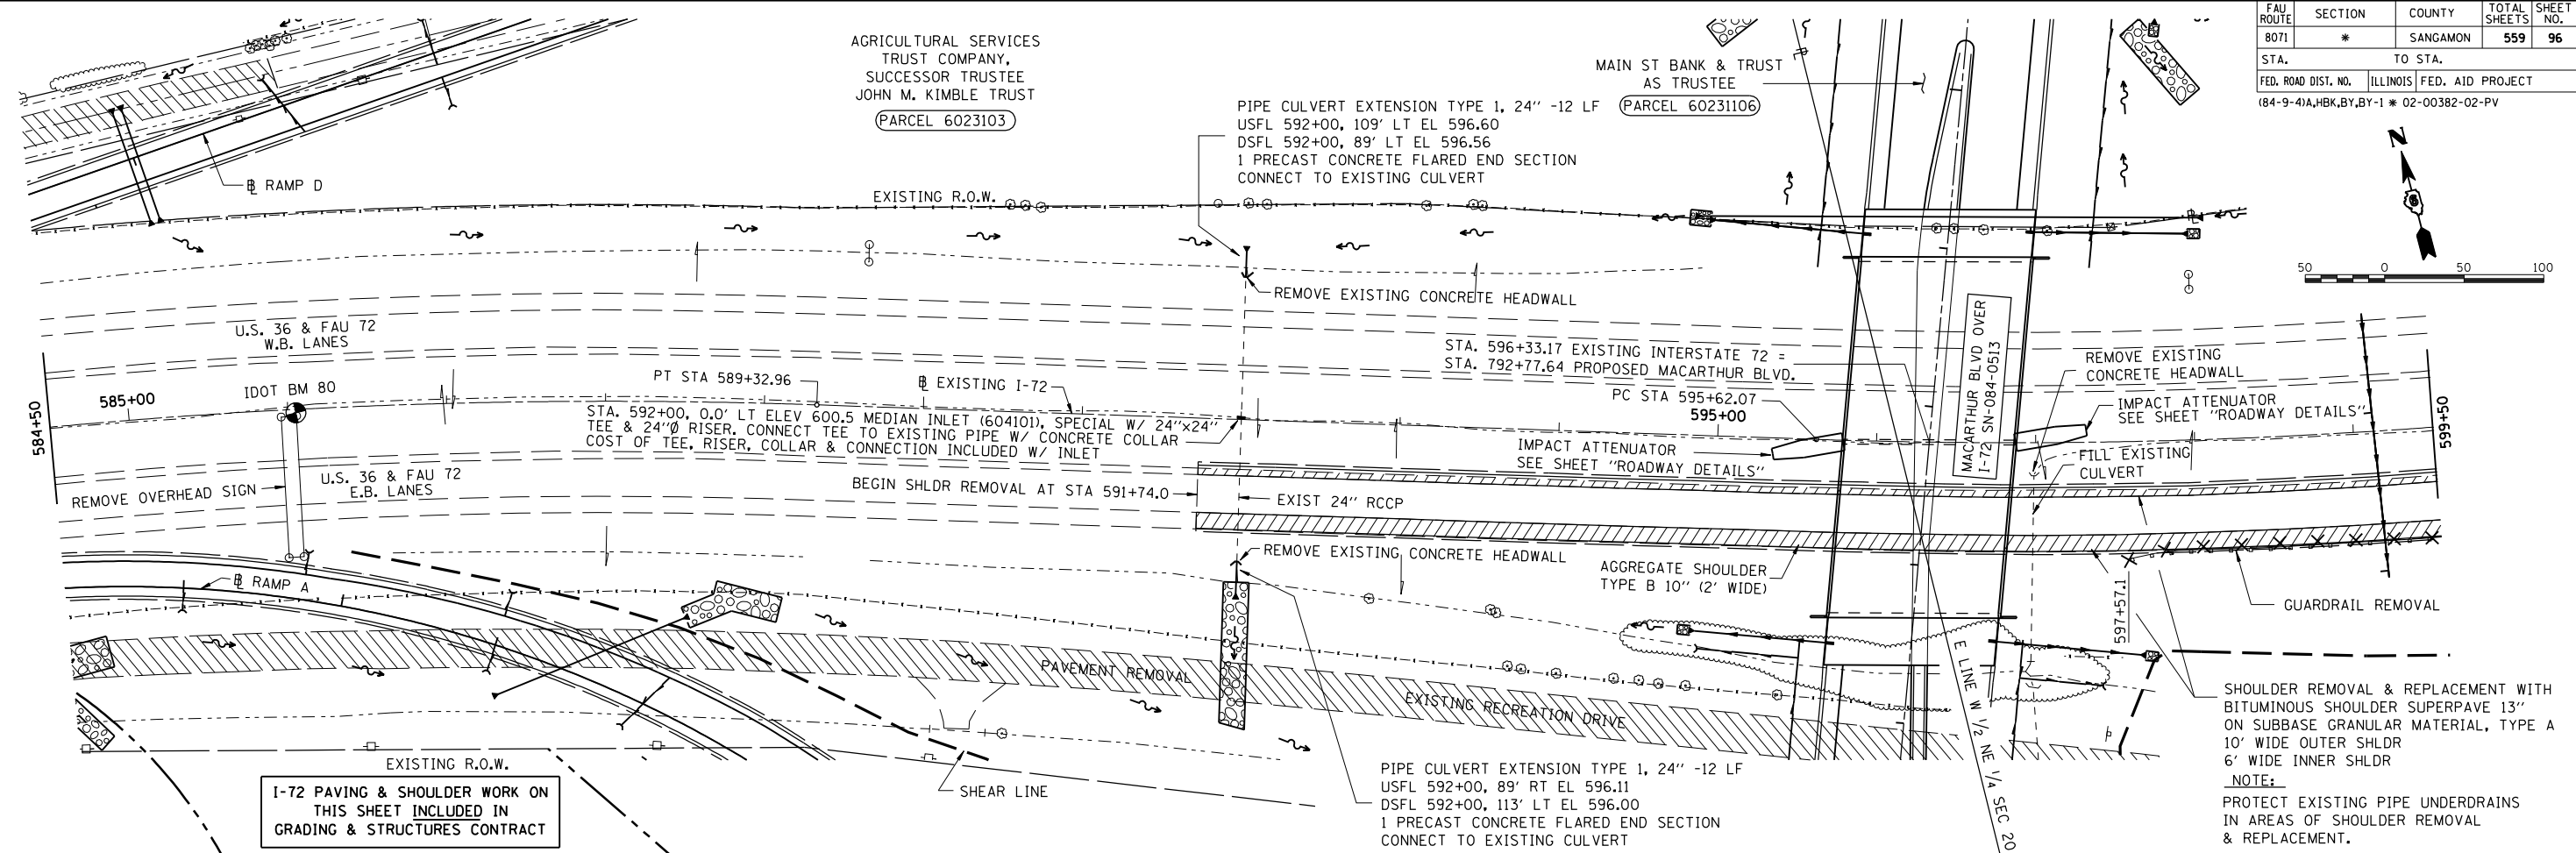 FAU ROUTE SECTION COUNTY TOTAL SHEETS SHEET NO.
8071 * SANGAMON 559 96
STA. TO STA.
FED. ROAD DIST. NO. ILLINOIS FED. AID PROJECT
(84-9-4)A,HBK,BY,BY-1 * 02-00382-02-PV
N
50 0 50 100
AGRICULTURAL SERVICES
TRUST COMPANY,
SUCCESSOR TRUSTEE
JOHN M. KIMBLE TRUST
PARCEL 6023103
MAIN ST BANK & TRUST
AS TRUSTEE
PARCEL 60231106
PIPE CULVERT EXTENSION TYPE 1, 24'' -12 LF
USFL 592+00, 109' LT EL 596.60
DSFL 592+00, 89' LT EL 596.56
1 PRECAST CONCRETE FLARED END SECTION
CONNECT TO EXISTING CULVERT
℄ RAMP D
EXISTING R.O.W.
REMOVE EXISTING CONCRETE HEADWALL
U.S. 36 & FAU 72
W.B. LANES
584+50
585+00
IDOT BM 80
PT STA 589+32.96
℄ EXISTING I-72
STA. 596+33.17 EXISTING INTERSTATE 72 =
STA. 792+77.64 PROPOSED MACARTHUR BLVD.
PC STA 595+62.07
595+00
STA. 592+00, 0.0' LT ELEV 600.5 MEDIAN INLET (604101), SPECIAL W/ 24''x24''
TEE & 24''Ø RISER. CONNECT TEE TO EXISTING PIPE W/ CONCRETE COLLAR
COST OF TEE, RISER, COLLAR & CONNECTION INCLUDED W/ INLET
IMPACT ATTENUATOR
SEE SHEET "ROADWAY DETAILS"
MACARTHUR BLVD OVER
I-72 SN-084-0513
REMOVE EXISTING
CONCRETE HEADWALL
IMPACT ATTENUATOR
SEE SHEET "ROADWAY DETAILS"
FILL EXISTING
CULVERT
599+50
REMOVE OVERHEAD SIGN
U.S. 36 & FAU 72
E.B. LANES
BEGIN SHLDR REMOVAL AT STA 591+74.0
EXIST 24'' RCCP
REMOVE EXISTING CONCRETE HEADWALL
AGGREGATE SHOULDER
TYPE B 10'' (2' WIDE)
597+57.1
GUARDRAIL REMOVAL
℄ RAMP A
PAVEMENT REMOVAL
EXISTING RECREATION DRIVE
E LINE W 1/2 NE 1/4 SEC 20
EXISTING R.O.W.
SHEAR LINE
I-72 PAVING & SHOULDER WORK ON
THIS SHEET INCLUDED IN
GRADING & STRUCTURES CONTRACT
PIPE CULVERT EXTENSION TYPE 1, 24'' -12 LF
USFL 592+00, 89' RT EL 596.11
DSFL 592+00, 113' LT EL 596.00
1 PRECAST CONCRETE FLARED END SECTION
CONNECT TO EXISTING CULVERT
SHOULDER REMOVAL & REPLACEMENT WITH
BITUMINOUS SHOULDER SUPERPAVE 13''
ON SUBBASE GRANULAR MATERIAL, TYPE A
10' WIDE OUTER SHLDR
6' WIDE INNER SHLDR
NOTE:
PROTECT EXISTING PIPE UNDERDRAINS
IN AREAS OF SHOULDER REMOVAL
& REPLACEMENT.